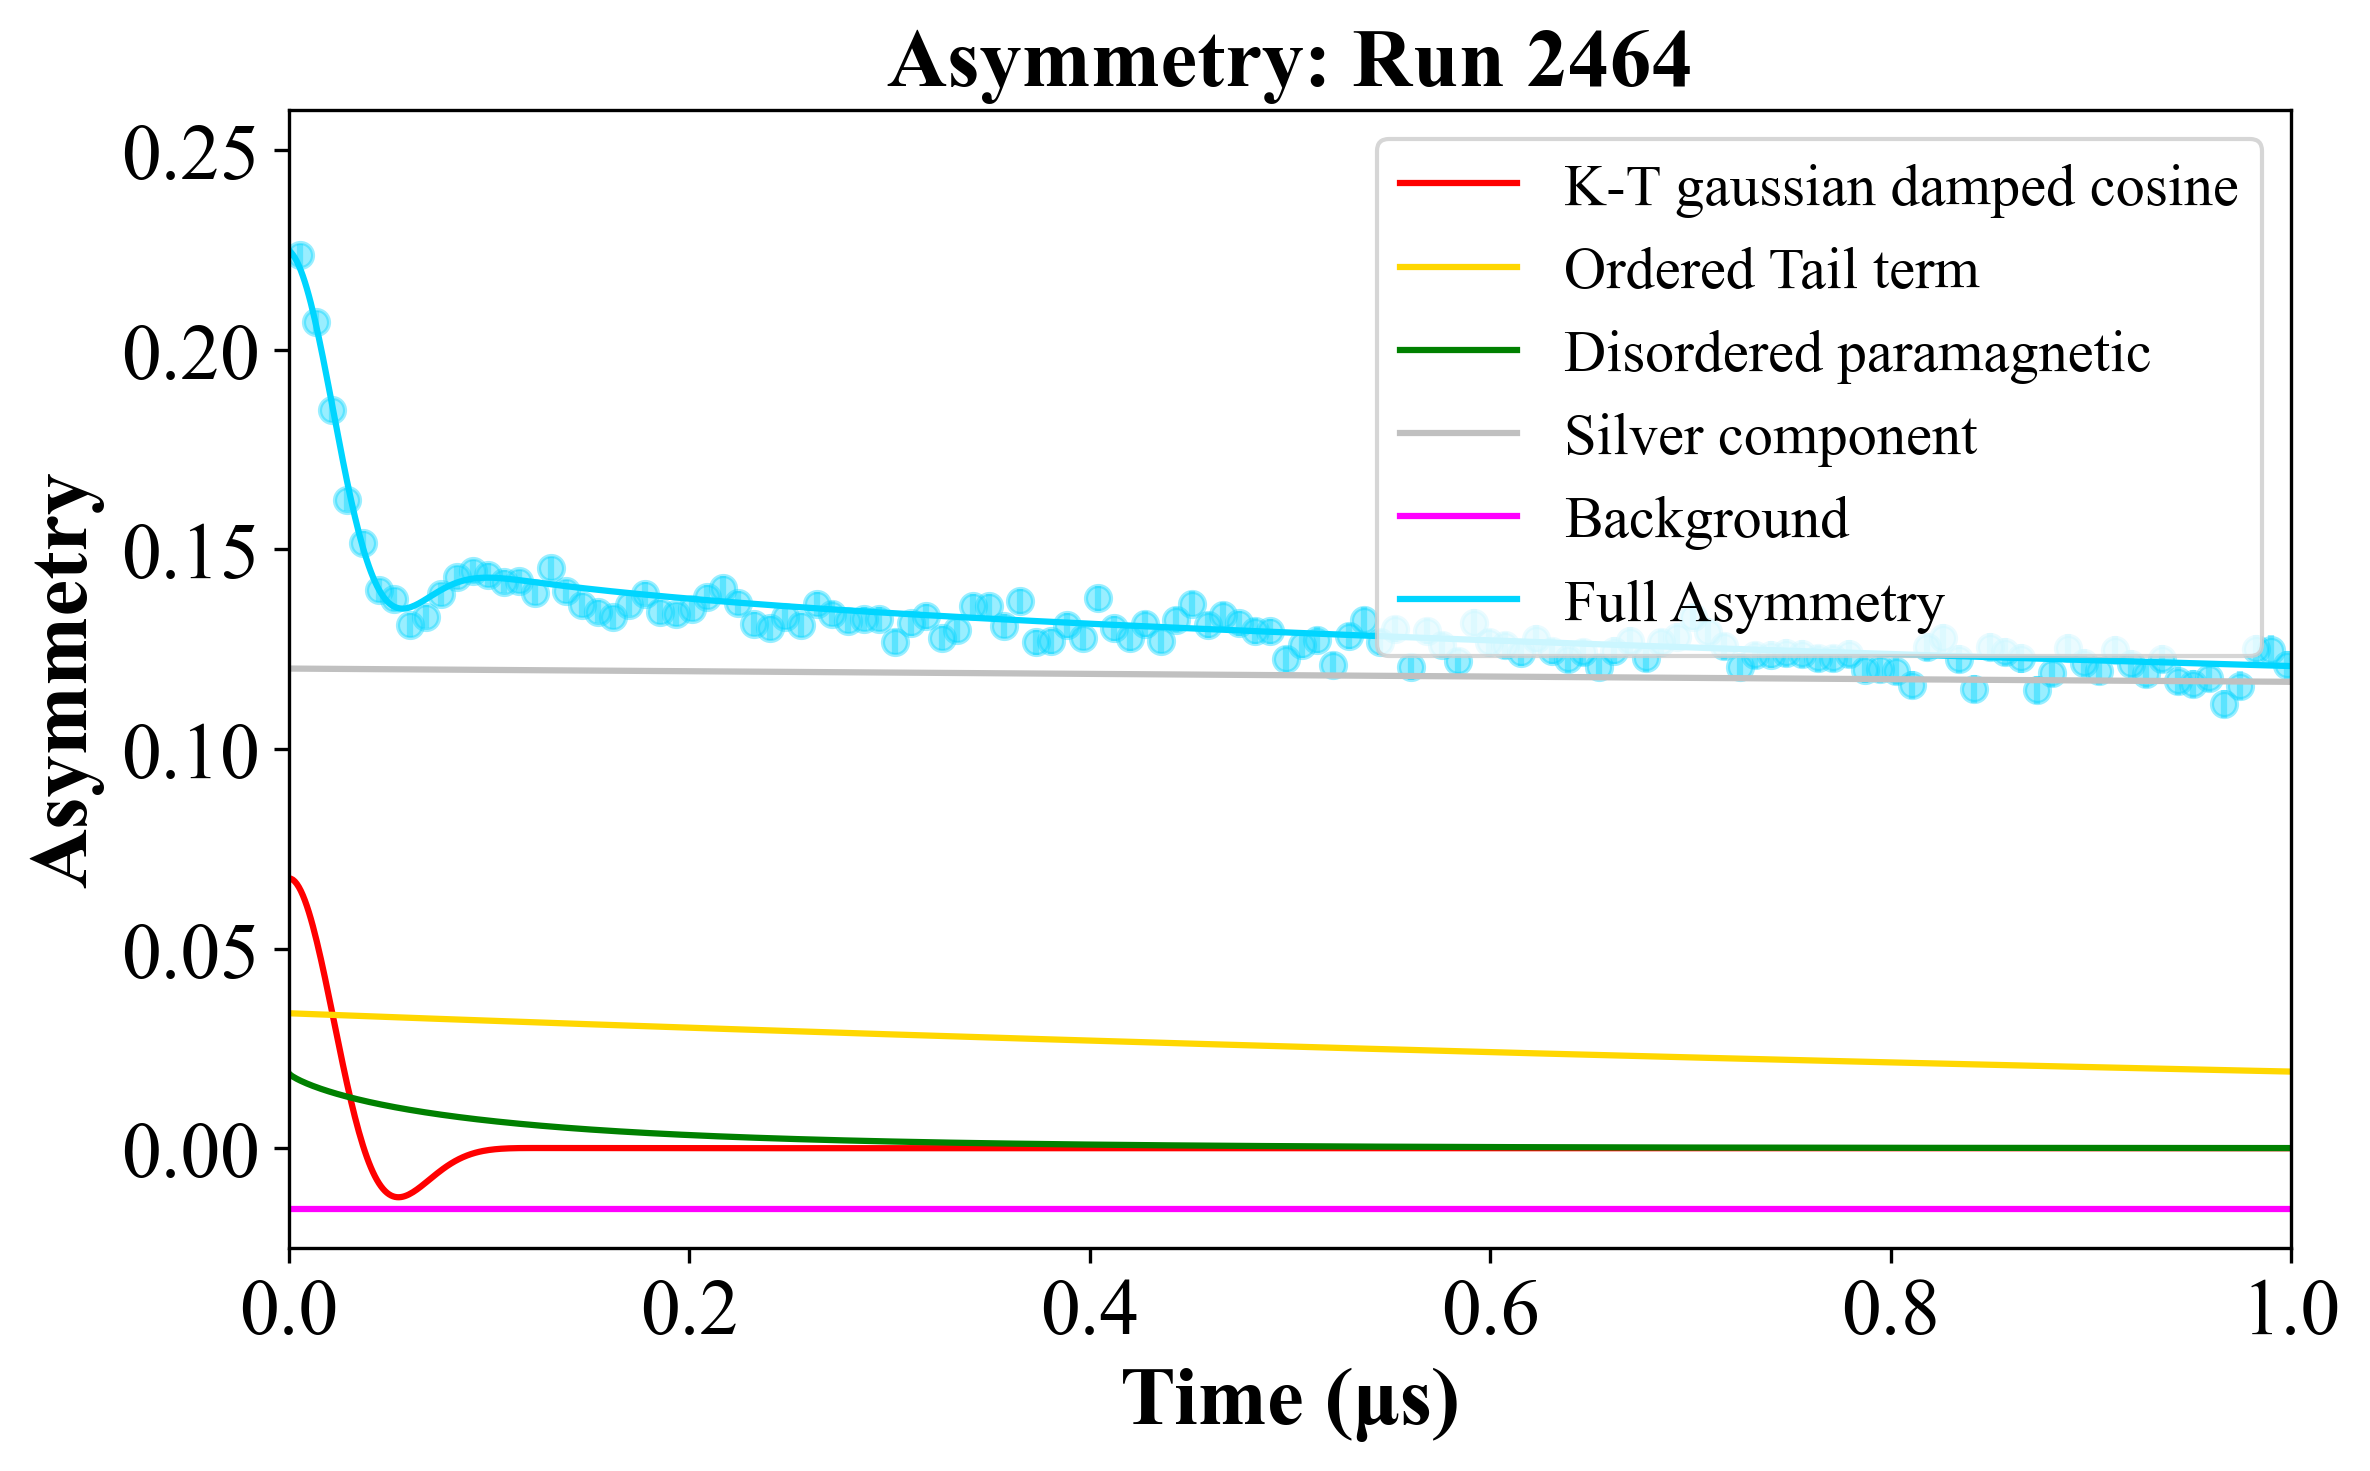 Asymmetry: Run 2464
0.25
0.20
0.15
0.10
0.05
0.00
Asymmetry
K-T gaussian damped cosine
Ordered Tail term
Disordered paramagnetic
Silver component
Background
Full Asymmetry
0.0 0.2 0.4 0.6 0.8 1.0
Time (μs)